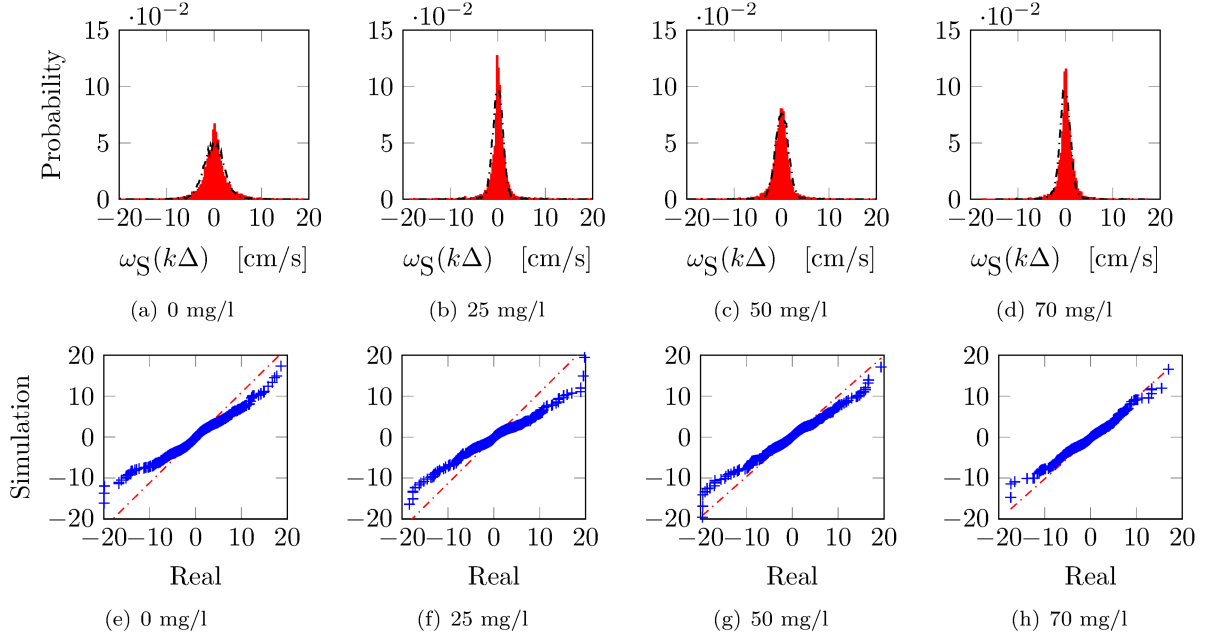 ·10−2 ·10−2 ·10−2 ·10−2
15 15 15 15
10 10 10 10
5 5 5 5
0 0 0 0
Probability
−20 −10 0 10 20 −20 −10 0 10 20 −20 −10 0 10 20 −20 −10 0 10 20
ωS(kΔ) [cm/s] ωS(kΔ) [cm/s] ωS(kΔ) [cm/s] ωS(kΔ) [cm/s]
(a) 0 mg/l (b) 25 mg/l (c) 50 mg/l (d) 70 mg/l
20 20 20 20
10 10 10 10
0 0 0 0
−10 −10 −10 −10
−20 −20 −20 −20
Simulation
−20 −10 0 10 20 −20 −10 0 10 20 −20 −10 0 10 20 −20 −10 0 10 20
Real Real Real Real
(e) 0 mg/l (f) 25 mg/l (g) 50 mg/l (h) 70 mg/l